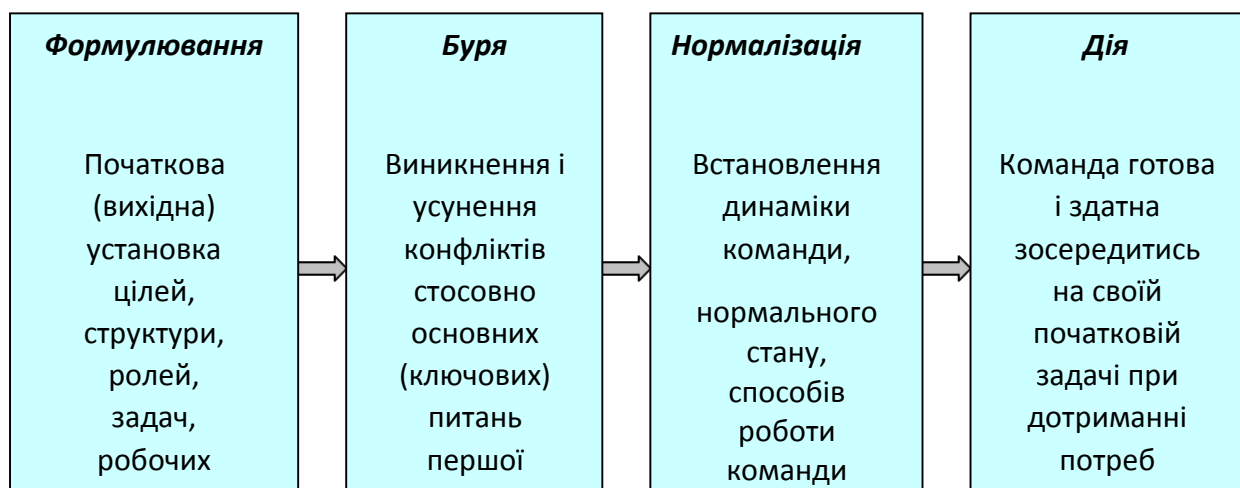 Формулювання
Початкова
(вихідна)
установка
цілей,
структури,
ролей,
задач,
робочих
Буря
Виникнення і
усунення
конфліктів
стосовно
основних
(ключових)
питань
першої
Нормалізація
Встановлення
динаміки
команди,
нормального
стану,
способів
роботи
команди
Дія
Команда готова
і здатна
зосередитись
на своїй
початковій
задачі при
дотриманні
потреб